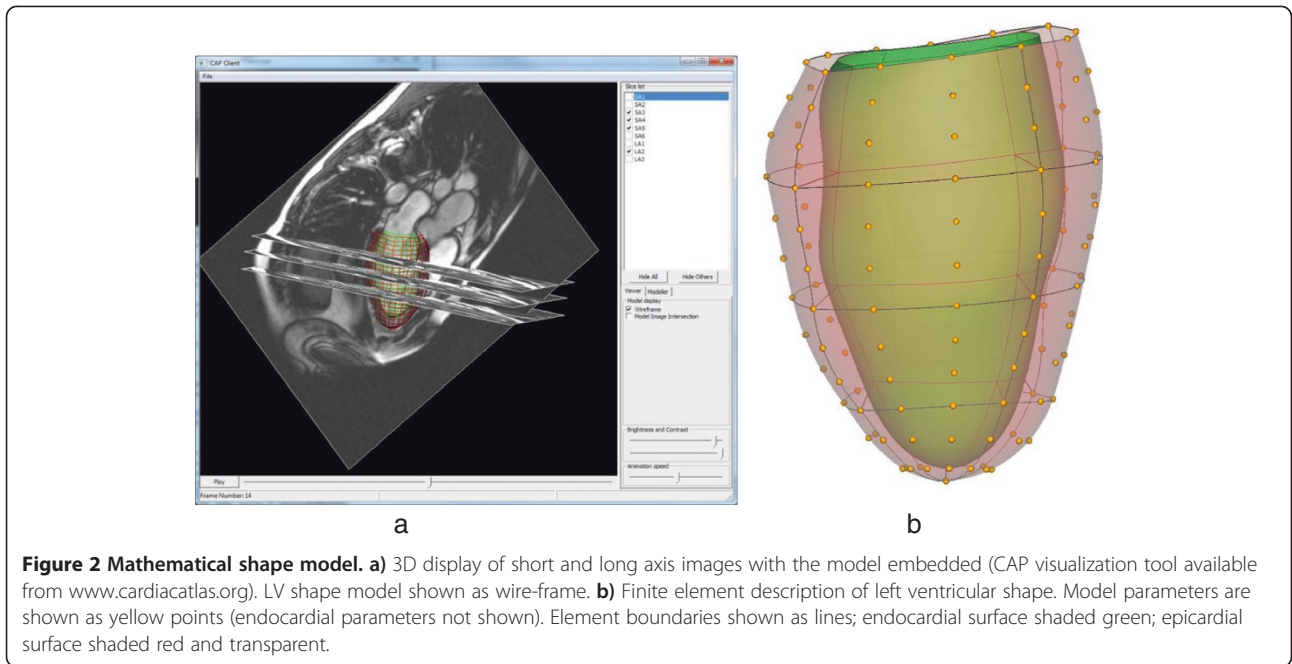 CAP Client
File
Slice list
SA1
SA2
SA3
SA4
SA5
SA6
LA1
LA2
LA3
Hide All Hide Others
Viewer Modeller
Model display
Wireframe
Model Image Intersection
Brightness and Contrast
Animation speed
Play
Frame Number: 14
a
b
Figure 2 Mathematical shape model. a) 3D display of short and long axis images with the model embedded (CAP visualization tool available
from www.cardiacatlas.org). LV shape model shown as wire-frame. b) Finite element description of left ventricular shape. Model parameters are
shown as yellow points (endocardial parameters not shown). Element boundaries shown as lines; endocardial surface shaded green; epicardial
surface shaded red and transparent.